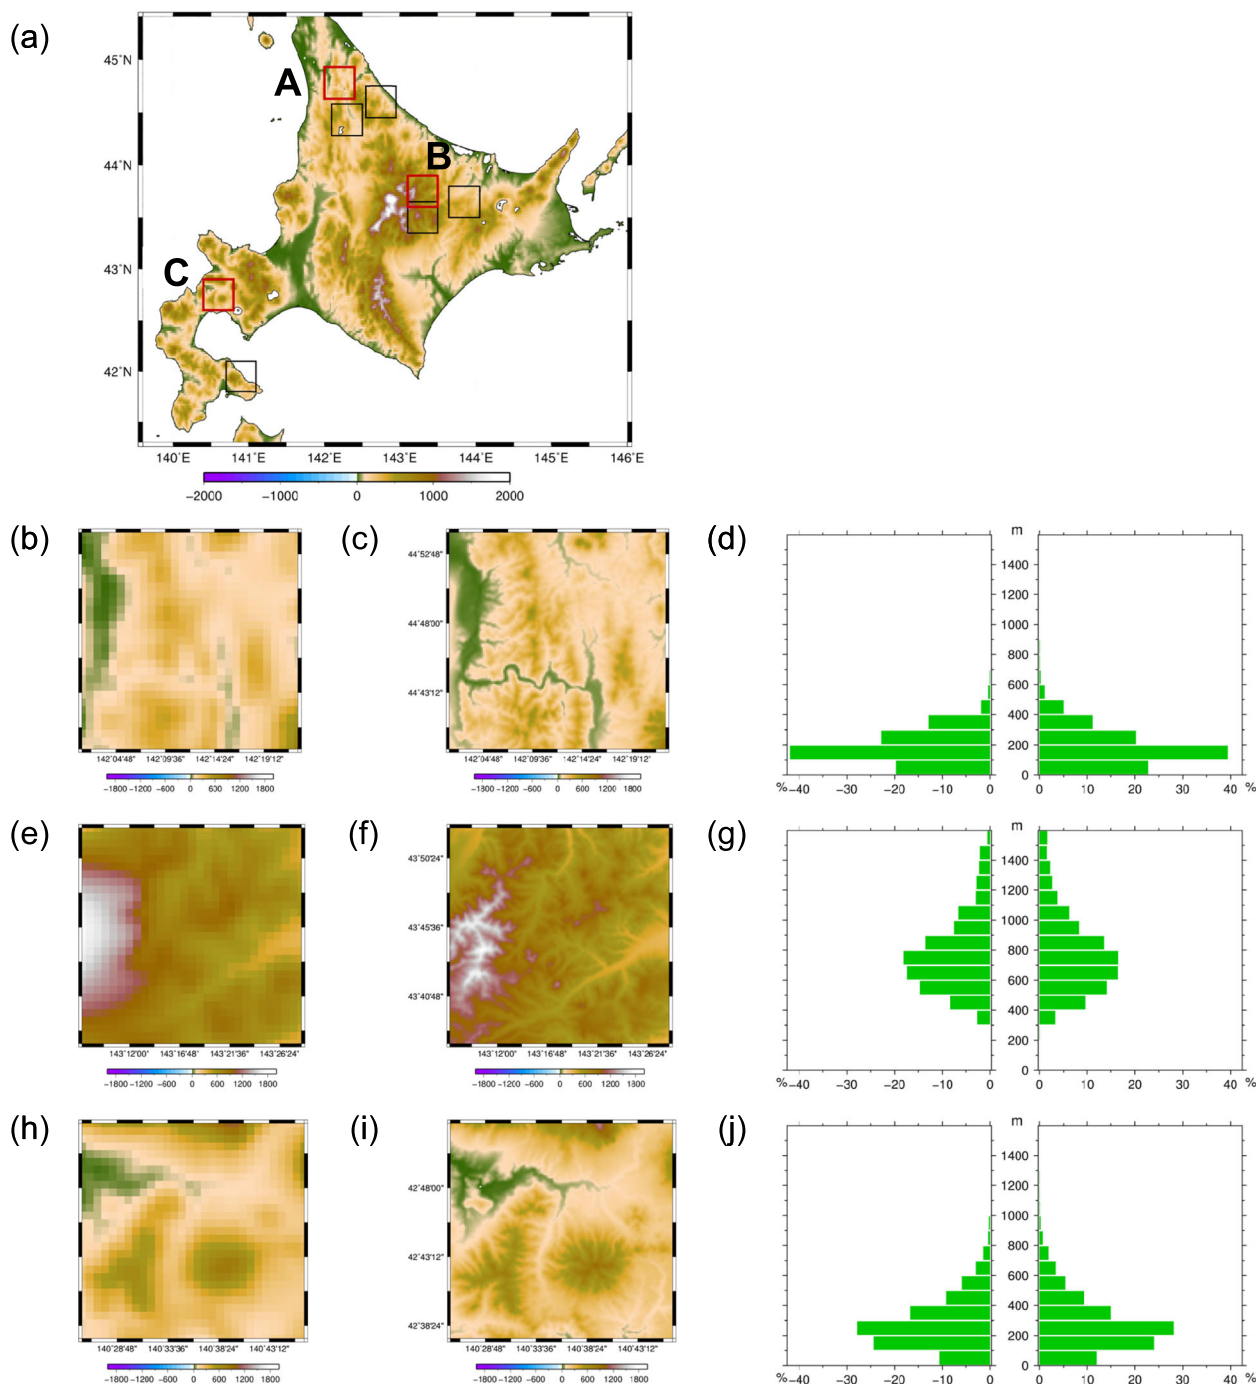 (a)
45°N
44°N
43°N
42°N
A
B
C
140°E 141°E 142°E 143°E 144°E 145°E 146°E
−2000 −1000 0 1000 2000
(b)
142°04'48" 142°09'36" 142°14'24" 142°19'12"
−1800 −1200 −600 0 600 1200 1800
(c)
44°52'48"
44°48'00"
44°43'12"
142°04'48" 142°09'36" 142°14'24" 142°19'12"
−1800 −1200 −600 0 600 1200 1800
(d)
m
1400
1200
1000
800
600
400
200
0
% −40 −30 −20 −10 0
0 10 20 30 40 %
(e)
143°12'00" 143°16'48" 143°21'36" 143°26'24"
−1800 −1200 −600 0 600 1200 1800
(f)
43°50'24"
43°45'36"
43°40'48"
143°12'00" 143°16'48" 143°21'36" 143°26'24"
−1800 −1200 −600 0 600 1200 1800
(g)
m
1400
1200
1000
800
600
400
200
0
% −40 −30 −20 −10 0
0 10 20 30 40 %
(h)
140°28'48" 140°33'36" 140°38'24" 140°43'12"
−1800 −1200 −600 0 600 1200 1800
(i)
42°48'00"
42°43'12"
42°38'24"
140°28'48" 140°33'36" 140°38'24" 140°43'12"
−1800 −1200 −600 0 600 1200 1800
(j)
m
1400
1200
1000
800
600
400
200
0
% −40 −30 −20 −10 0
0 10 20 30 40 %